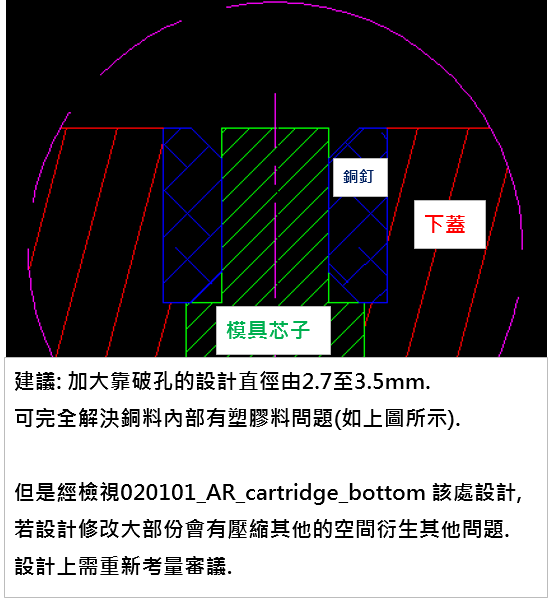 銅釘
下蓋
模具芯子
建議: 加大靠破孔的設計直徑由2.7至3.5mm.
可完全解決銅料內部有塑膠料問題(如上圖所示).
但是經檢視020101_AR_cartridge_bottom 該處設計,
若設計修改大部份會有壓縮其他的空間衍生其他問題.
設計上需重新考量審議.